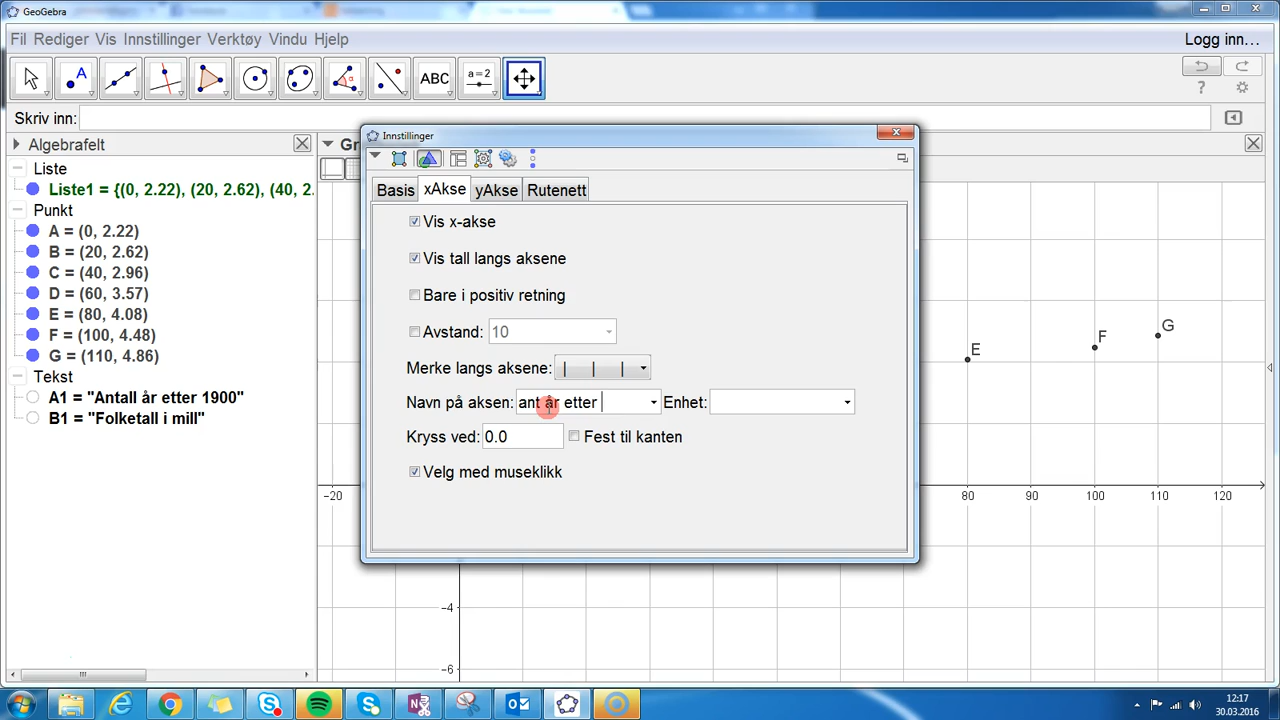 GeoGebra
Fil Rediger Vis Innstillinger Verktøy Vindu Hjelp
Logg inn...
ABC
a=2
Skriv inn:
Algebrafelt
Gr
Liste
Liste1 = {(0, 2.22), (20, 2.62), (40, 2.
Punkt
A = (0, 2.22)
B = (20, 2.62)
C = (40, 2.96)
D = (60, 3.57)
E = (80, 4.08)
F = (100, 4.48)
G = (110, 4.86)
Tekst
A1 = "Antall år etter 1900"
B1 = "Folketall i mill"
Innstillinger
Basis xAkse yAkse Rutenett
Vis x-akse
Vis tall langs aksene
Bare i positiv retning
Avstand: 10
Merke langs aksene: | | |
Navn på aksen: ant år etter Enhet:
Kryss ved: 0.0 Fest til kanten
Velg med museklikk
E
F
G
-20 80 90 100 110 120
-4
-6
12:17
30.03.2016